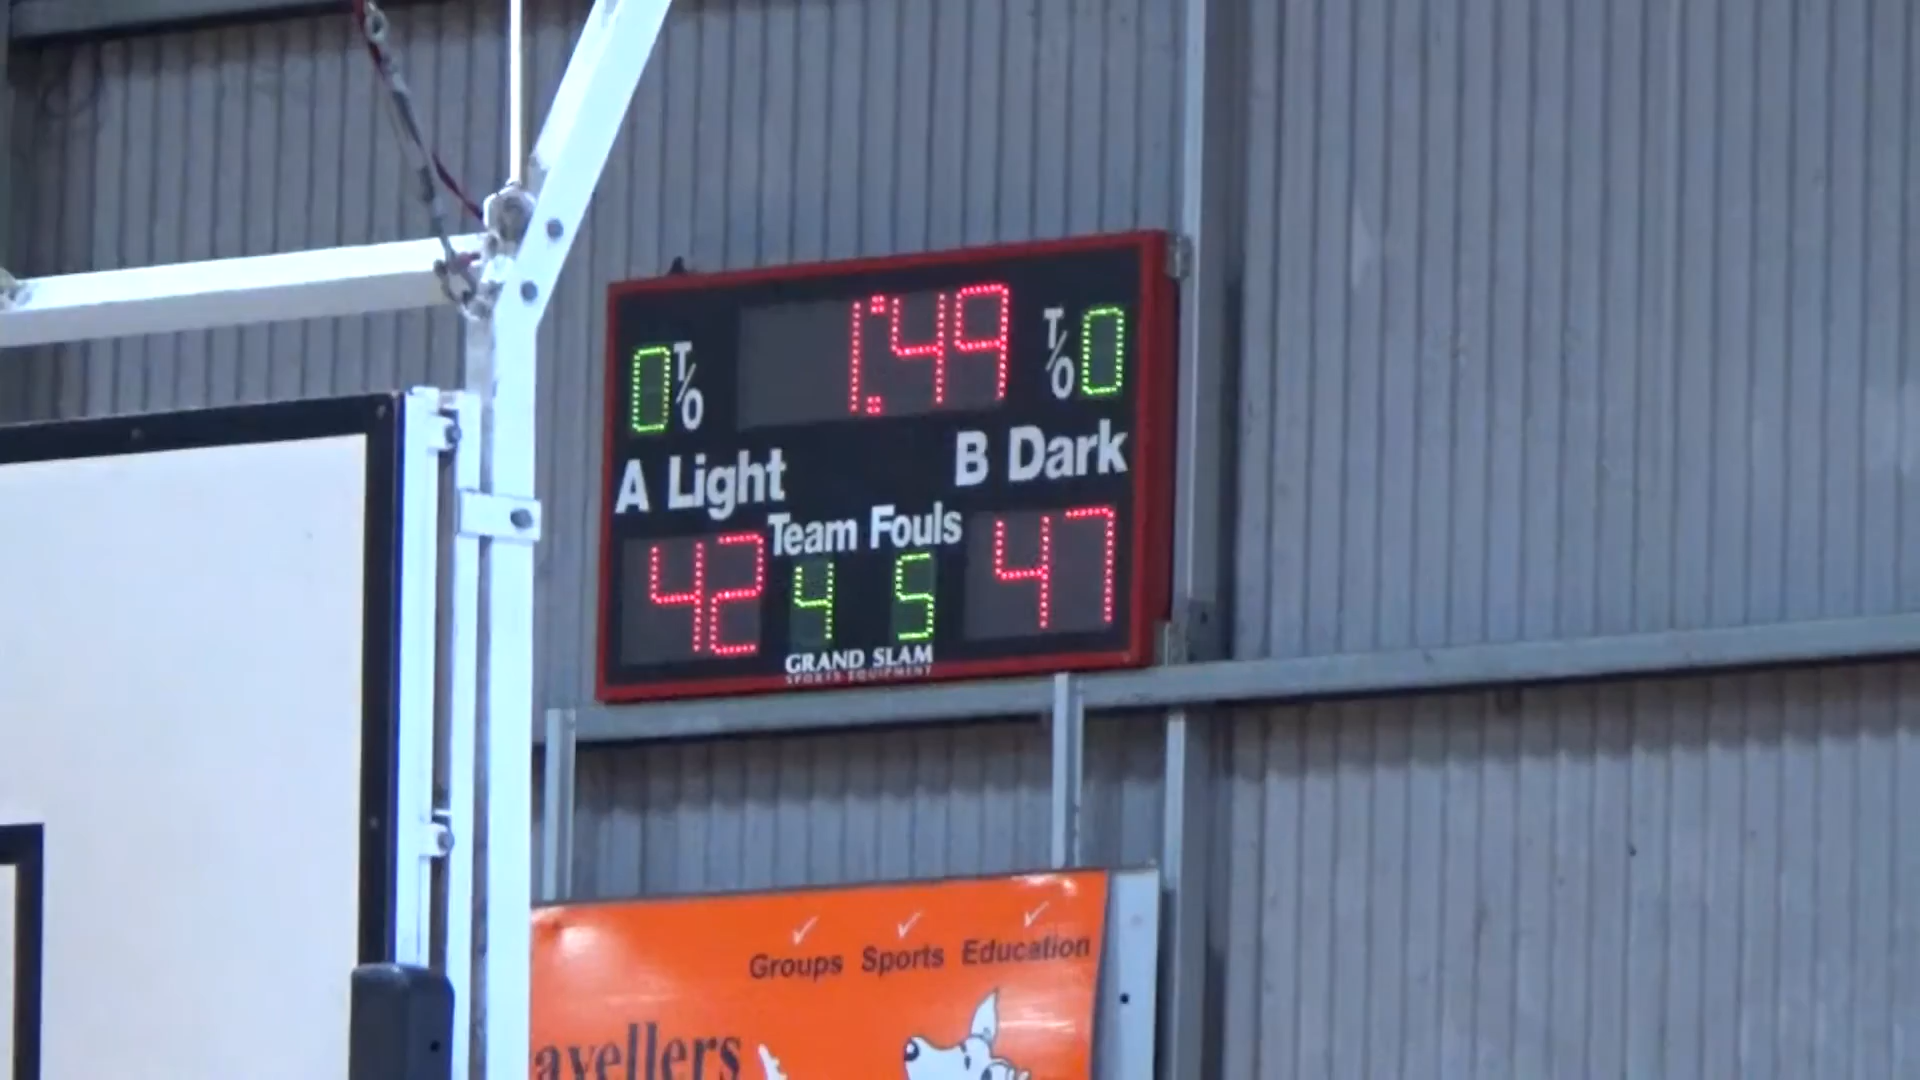 0 T/O 1:49 T/O 0
A Light B Dark
Team Fouls
42 4 5 47
GRAND SLAM
SPORTS EQUIPMENT
Groups Sports Education
avellers